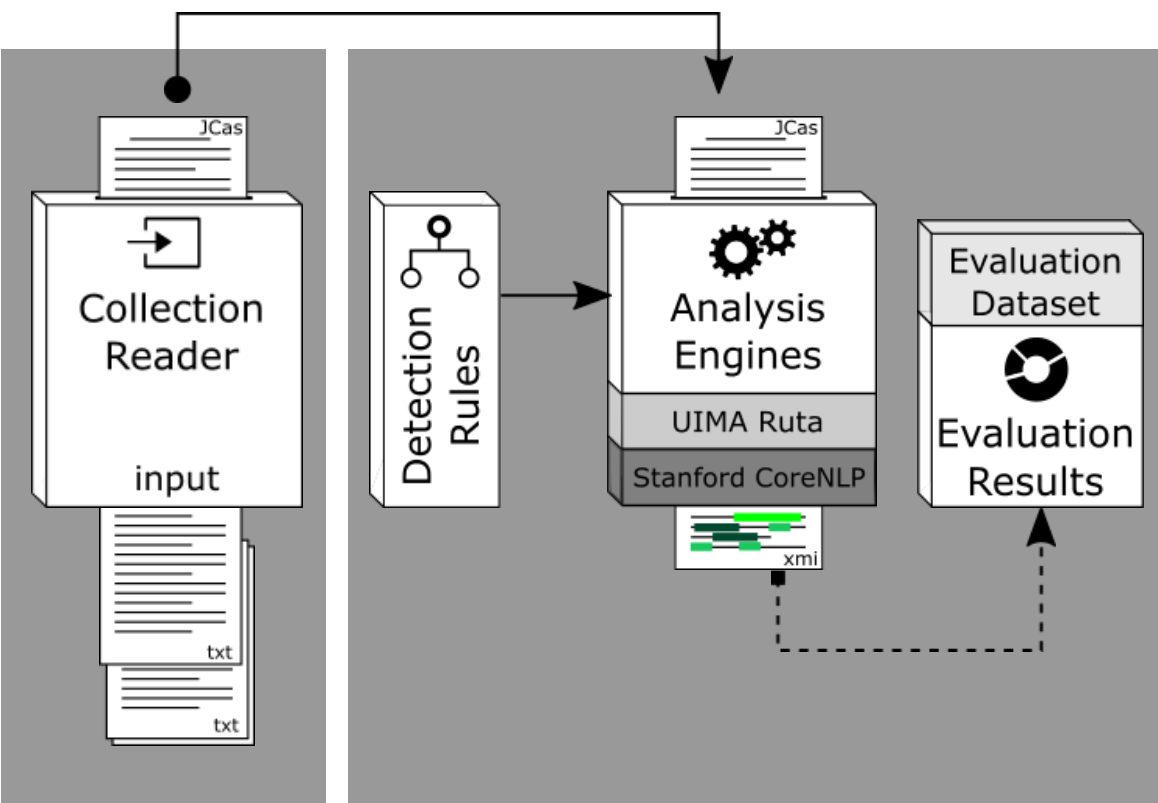 JCas
Collection
Reader
input
txt
txt
Detection
Rules
JCas
Analysis
Engines
UIMA Ruta
Stanford CoreNLP
xmi
Evaluation
Dataset
Evaluation
Results